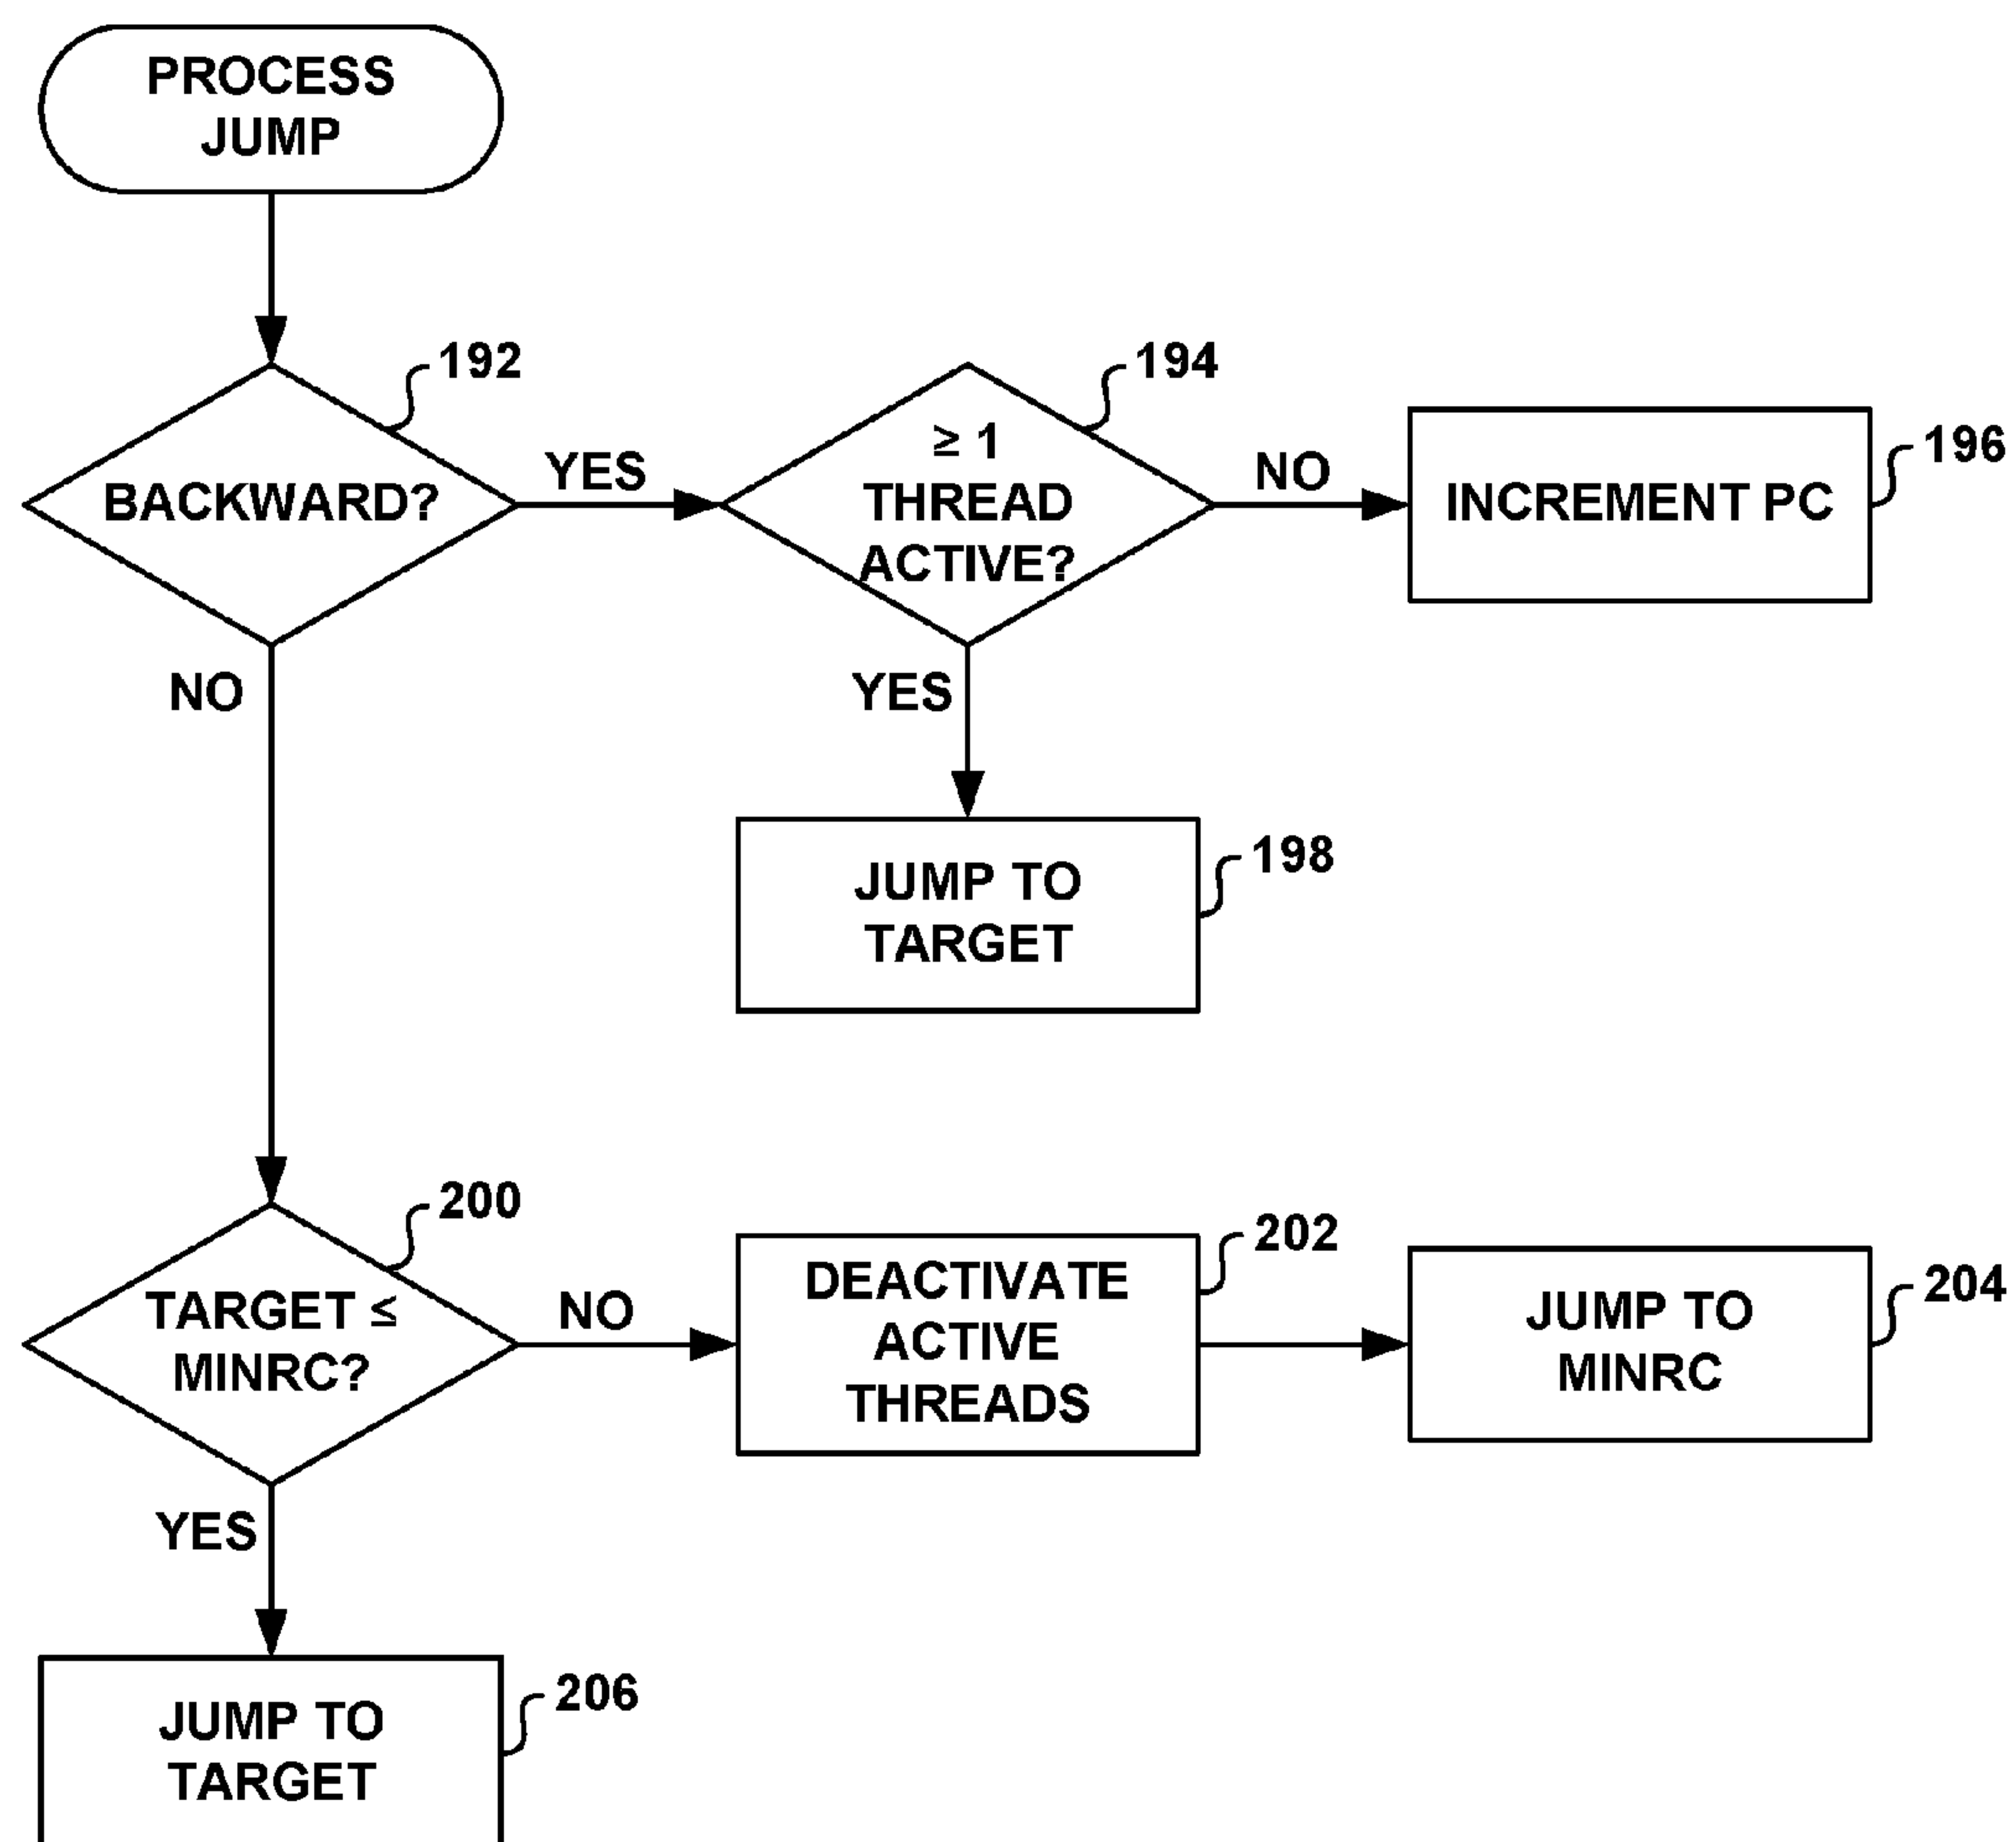 PROCESS
JUMP
192
BACKWARD?
YES
NO
194
≥ 1
THREAD
ACTIVE?
NO
YES
196
INCREMENT PC
198
JUMP TO
TARGET
200
TARGET ≤
MINRC?
NO
YES
202
DEACTIVATE
ACTIVE
THREADS
204
JUMP TO
MINRC
206
JUMP TO
TARGET